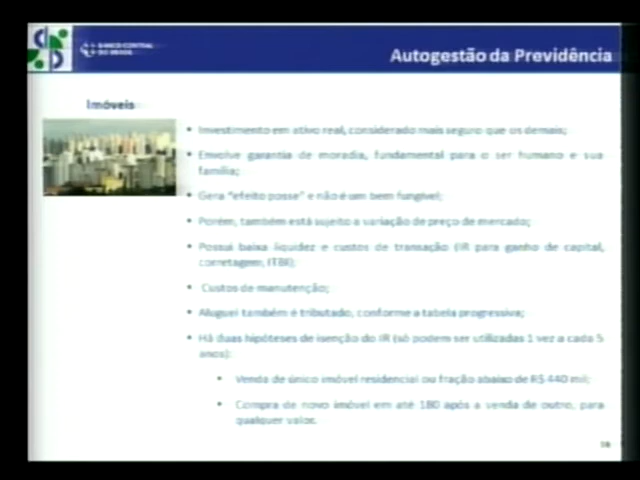 BANCO CENTRAL
DO BRASIL
Autogestão da Previdência
Imóveis
• Investimento em ativo real, considerado mais seguro que os demais;
• Envolve garantia de moradia, fundamental para o ser humano e sua
família;
• Gera "efeito posse" e não é um bem fungível;
• Porém, também está sujeito a variação de preço de mercado;
• Possui baixa liquidez e custos de transação (IR para ganho de capital,
corretagem, ITBI);
• Custos de manutenção;
• Aluguel também é tributado, conforme a tabela progressiva;
• Há duas hipóteses de isenção do IR (só podem ser utilizadas 1 vez a cada 5
anos):
• Venda de único imóvel residencial ou fração abaixo de R$ 440 mil;
• Compra de novo imóvel em até 180 após a venda de outro, para
qualquer valor.